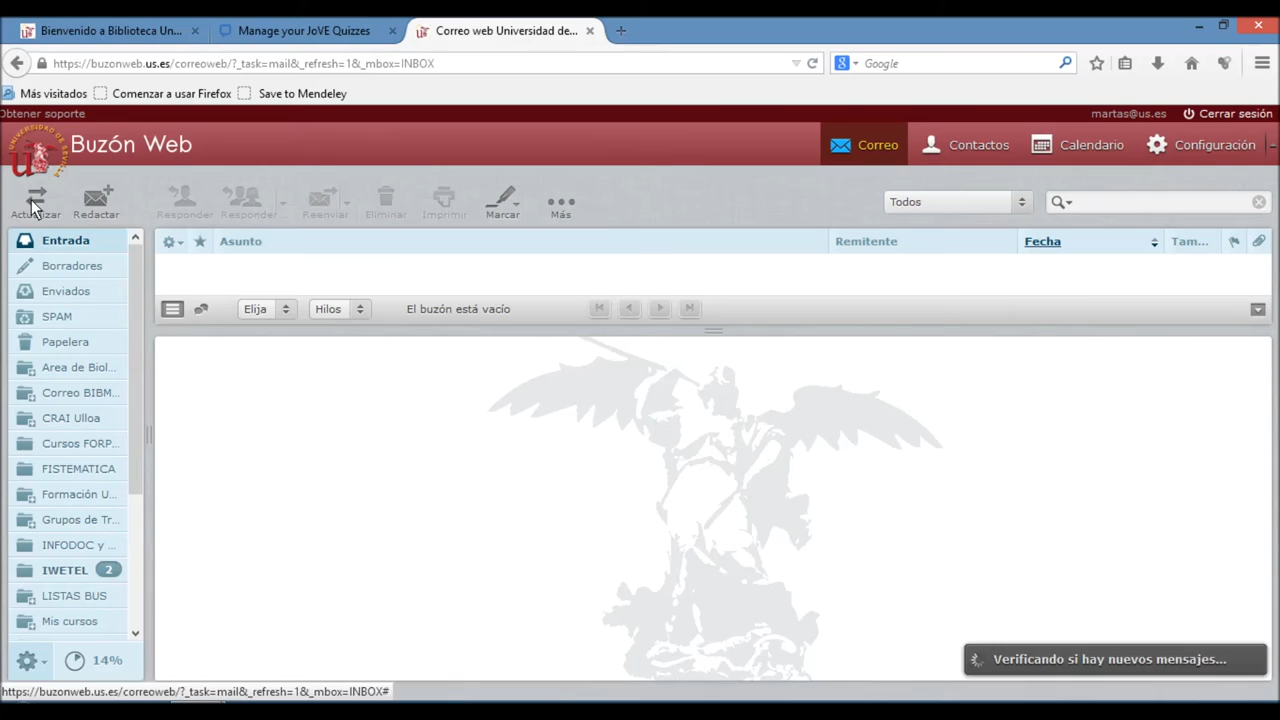 Bienvenido a Biblioteca Un...
Manage your JoVE Quizzes
Correo web Universidad de...
https://buzonweb.us.es/correoweb/?_task=mail&_refresh=1&_mbox=INBOX
Google
Más visitados
Comenzar a usar Firefox
Save to Mendeley
Obtener soporte
martas@us.es
Cerrar sesión
Buzón Web
Correo
Contactos
Calendario
Configuración
Actualizar
Redactar
Responder
Responder...
Reenviar
Eliminar
Imprimir
Marcar
Más
Todos
Entrada
Borradores
Enviados
SPAM
Papelera
Area de Biol...
Correo BIBM...
CRAI Ulloa
Cursos FORP...
FISTEMATICA
Formación U...
Grupos de Tr...
INFODOC y ...
IWETEL 2
LISTAS BUS
Mis cursos
14%
Asunto
Remitente
Fecha
Tam...
Elija
Hilos
El buzón está vacío
Verificando si hay nuevos mensajes...
https://buzonweb.us.es/correoweb/?_task=mail&_refresh=1&_mbox=INBOX#